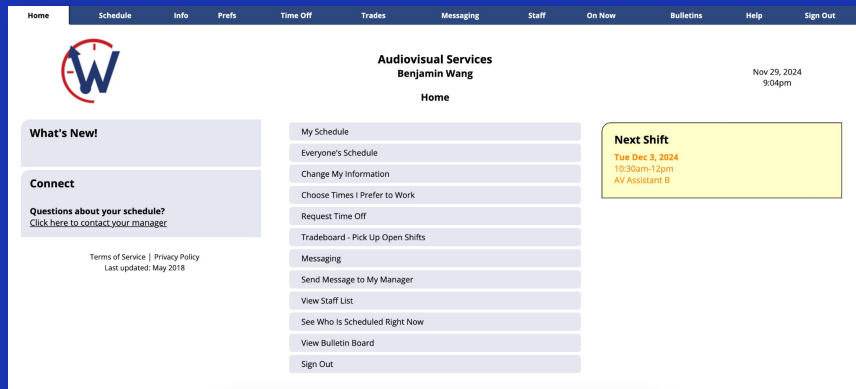 Home Schedule Info Prefs Time Off Trades Messaging Staff On Now Bulletins Help Sign Out
W
Audiovisual Services
Benjamin Wang
Home
Nov 29, 2024
9:04pm
What's New!
Connect
Questions about your schedule?
Click here to contact your manager
Terms of Service | Privacy Policy
Last updated: May 2018
My Schedule
Everyone's Schedule
Change My Information
Choose Times I Prefer to Work
Request Time Off
Tradeboard - Pick Up Open Shifts
Messaging
Send Message to My Manager
View Staff List
See Who Is Scheduled Right Now
View Bulletin Board
Sign Out
Next Shift
Tue Dec 3, 2024
10:30am-12pm
AV Assistant B